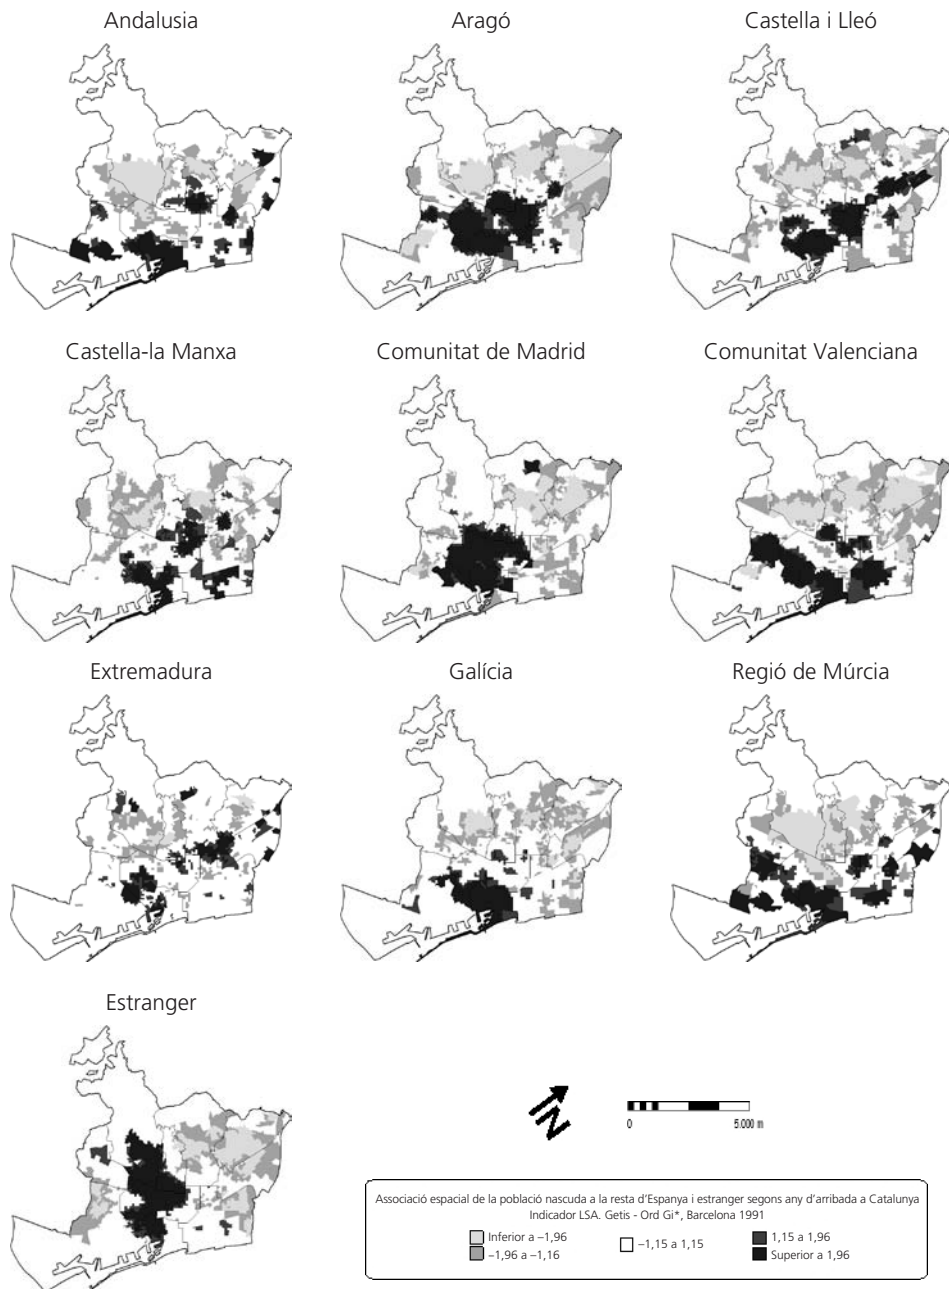 Andalusia
Aragó
Castella i Lleó
Castella-la Manxa
Comunitat de Madrid
Comunitat Valenciana
Extremadura
Galícia
Regió de Múrcia
Estranger
N
0
5.000 m
Associació espacial de la població nascuda a la resta d'Espanya i estranger segons any d'arribada a Catalunya
Indicador LSA. Getis - Ord Gi*, Barcelona 1991
Inferior a –1,96
–1,96 a –1,16
–1,15 a 1,15
1,15 a 1,96
Superior a 1,96